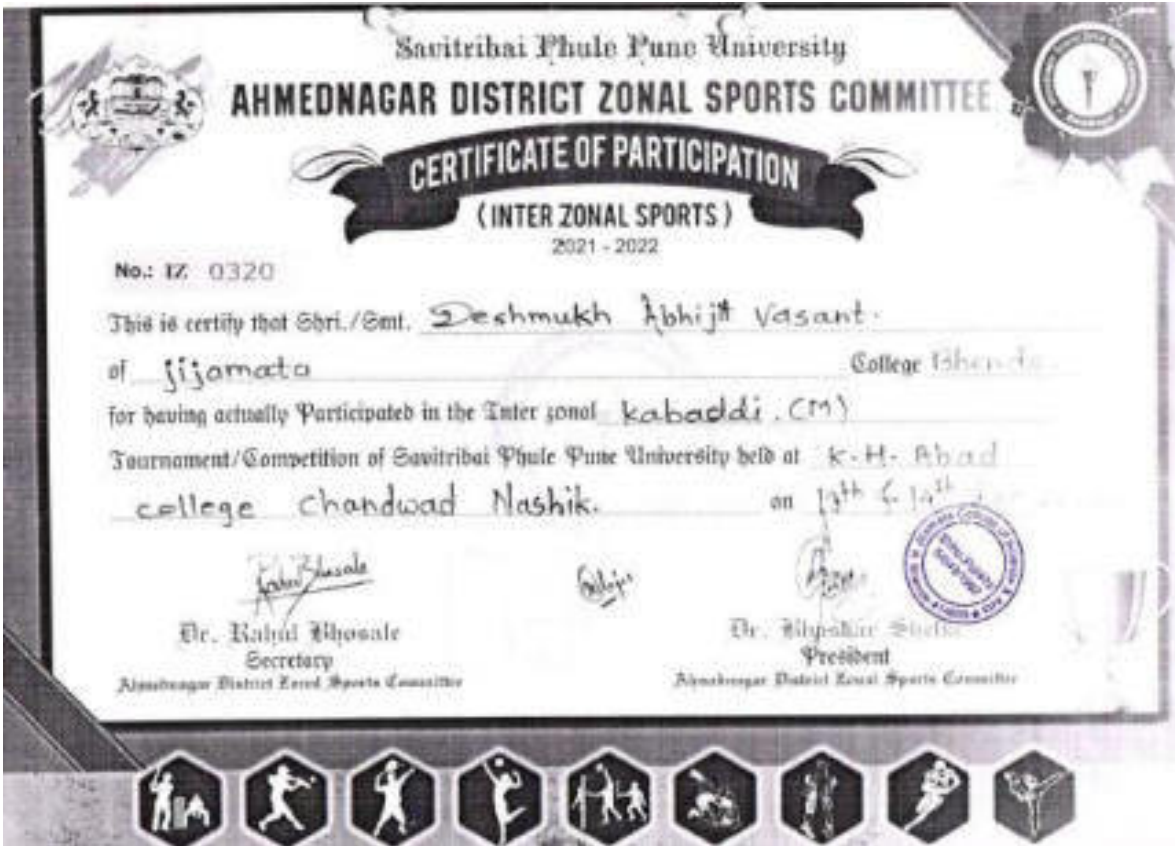 Savitribai Phule Pune University
AHMEDNAGAR DISTRICT ZONAL SPORTS COMMITTEE
CERTIFICATE OF PARTICIPATION
(INTER ZONAL SPORTS)
2021 - 2022
No.: IZ 0320
This is certify that Shri./Smt. Deshmukh Abhijit Vasant.
of jijamata College
for having actually Participated in the Inter zonal kabaddi. (M)
Tournament/Competition of Savitribai Phule Pune University held at K.H. Abad
college Chandwad Nashik. on
Dr. Rahul Bhosale
Secretary
Ahmednagar District Zonal Sports Committee
Dr. Bhaskar
President
Ahmednagar District Zonal Sports Committee